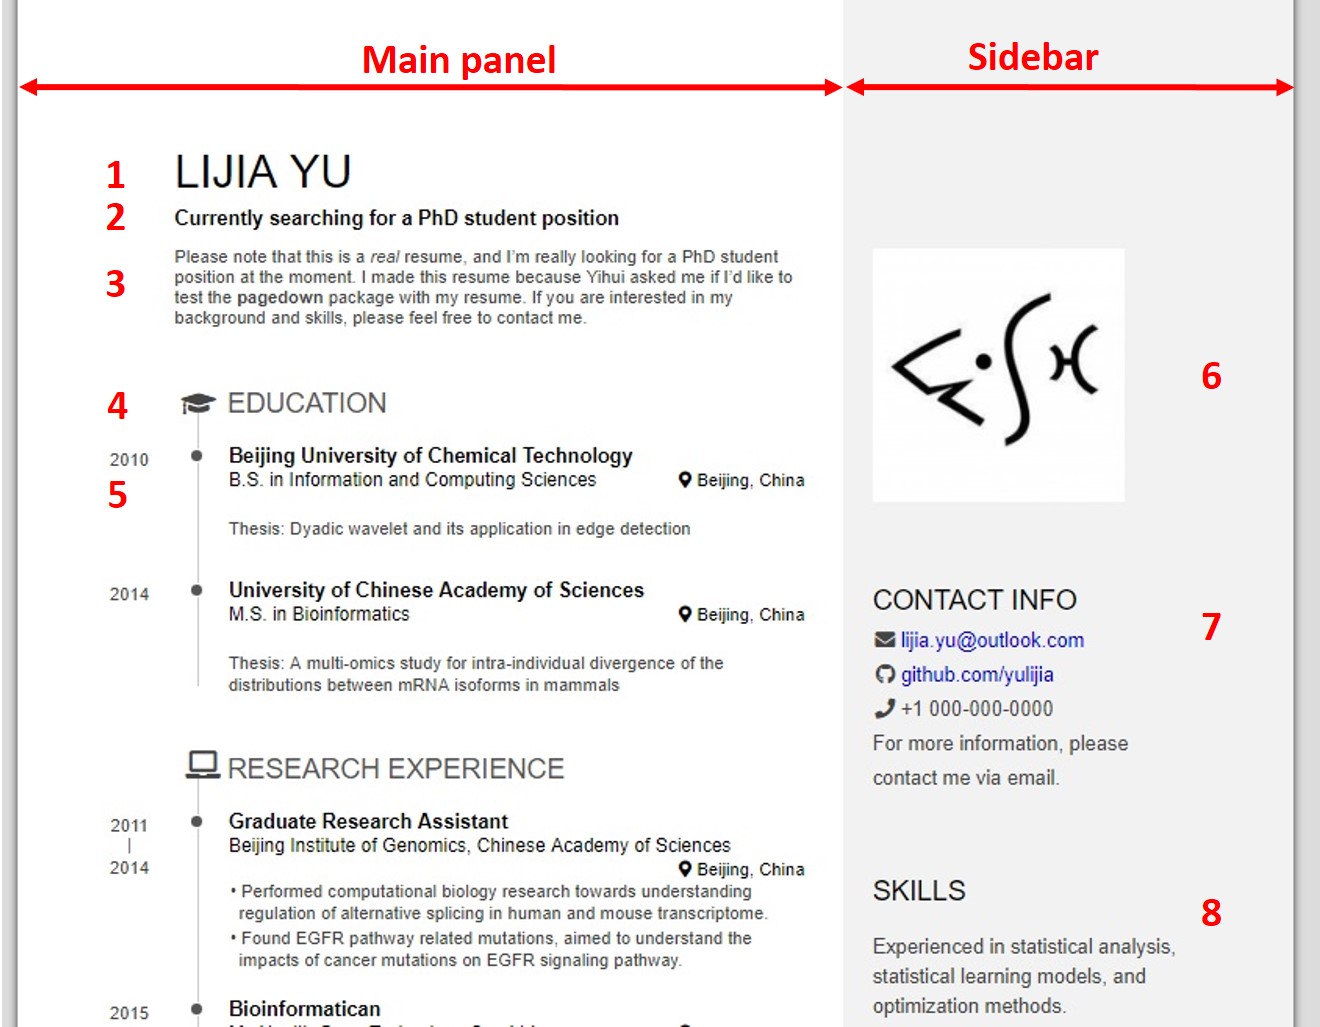 Main panel
Sidebar
1
LIJIA YU
2
Currently searching for a PhD student position
3
Please note that this is a real resume, and I'm really looking for a PhD student
position at the moment. I made this resume because Yihui asked me if I'd like to
test the pagedown package with my resume. If you are interested in my
background and skills, please feel free to contact me.
4
EDUCATION
2010
5
Beijing University of Chemical Technology
B.S. in Information and Computing Sciences
Beijing, China
Thesis: Dyadic wavelet and its application in edge detection
2014
University of Chinese Academy of Sciences
M.S. in Bioinformatics
Beijing, China
Thesis: A multi-omics study for intra-individual divergence of the
distributions between mRNA isoforms in mammals
RESEARCH EXPERIENCE
2011
|
2014
Graduate Research Assistant
Beijing Institute of Genomics, Chinese Academy of Sciences
Beijing, China
• Performed computational biology research towards understanding
regulation of alternative splicing in human and mouse transcriptome.
• Found EGFR pathway related mutations, aimed to understand the
impacts of cancer mutations on EGFR signaling pathway.
2015
Bioinformatican
6
CONTACT INFO
7
lijia.yu@outlook.com
github.com/yulijia
+1 000-000-0000
For more information, please
contact me via email.
SKILLS
8
Experienced in statistical analysis,
statistical learning models, and
optimization methods.